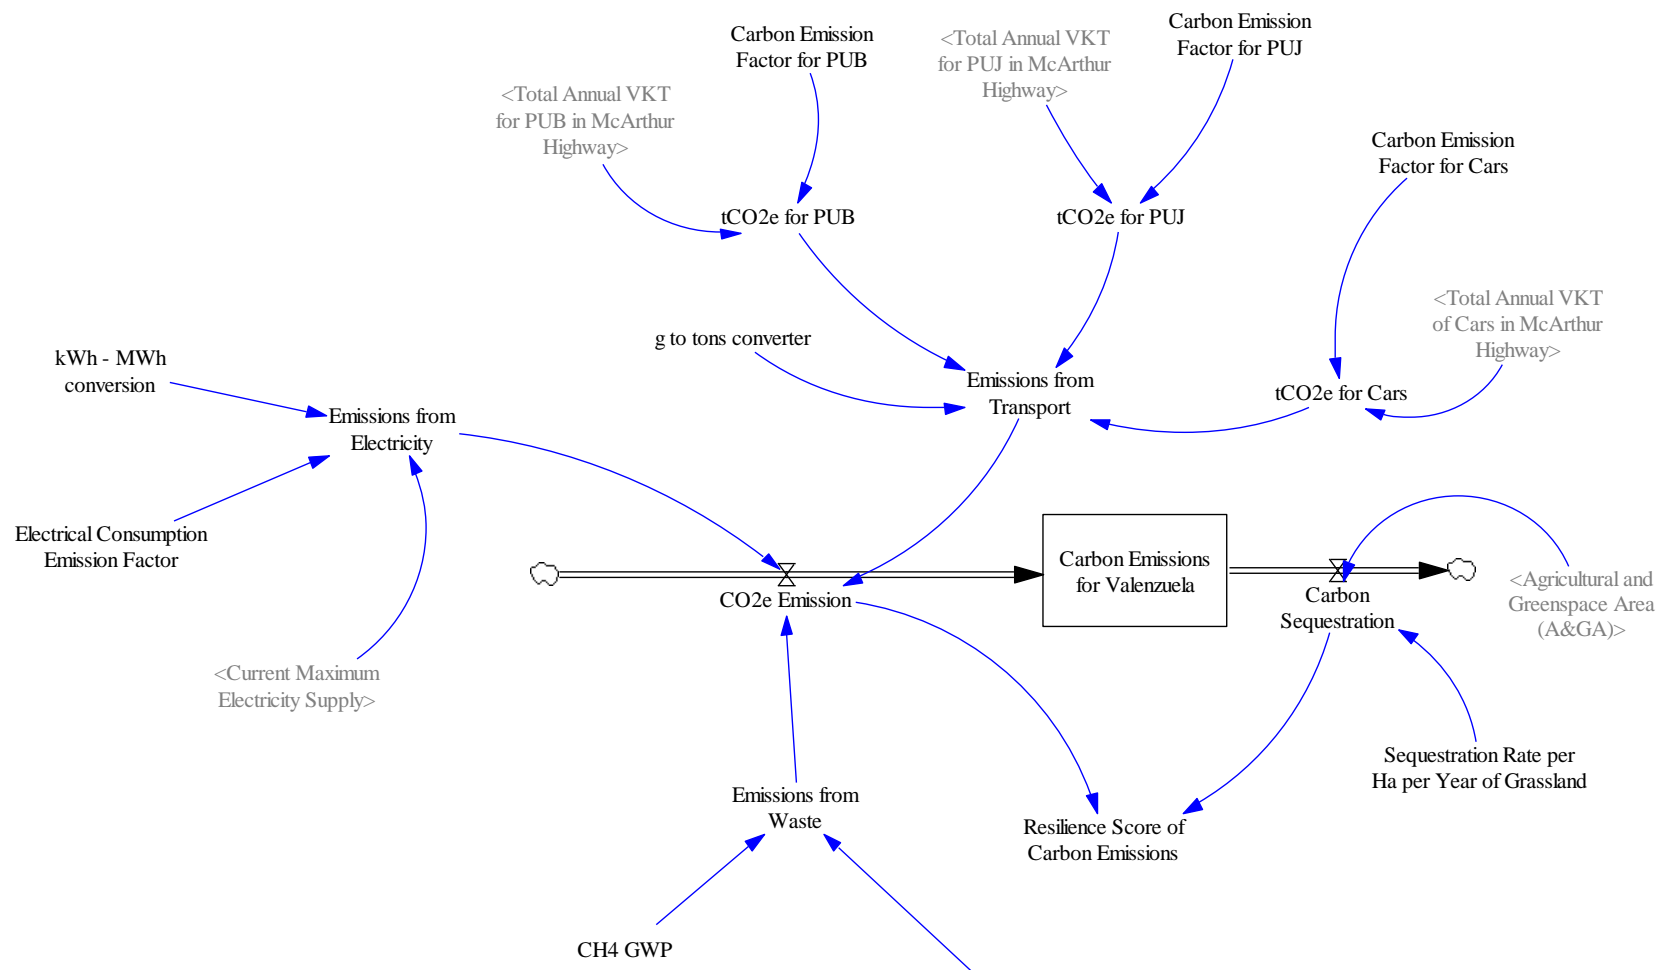 Carbon Emission
Factor for PUB
<Total Annual VKT
for PUJ in McArthur
Highway>
Carbon Emission
Factor for PUJ
<Total Annual VKT
for PUB in McArthur
Highway>
Carbon Emission
Factor for Cars
tCO2e for PUB
tCO2e for PUJ
<Total Annual VKT
of Cars in McArthur
Highway>
g to tons converter
kWh - MWh
conversion
Emissions from
Transport
tCO2e for Cars
Emissions from
Electricity
Electrical Consumption
Emission Factor
Carbon Emissions
for Valenzuela
CO2e Emission
Carbon
Sequestration
<Agricultural and
Greenspace Area
(A&GA)>
<Current Maximum
Electricity Supply>
Sequestration Rate per
Ha per Year of Grassland
Emissions from
Waste
Resilience Score of
Carbon Emissions
CH4 GWP